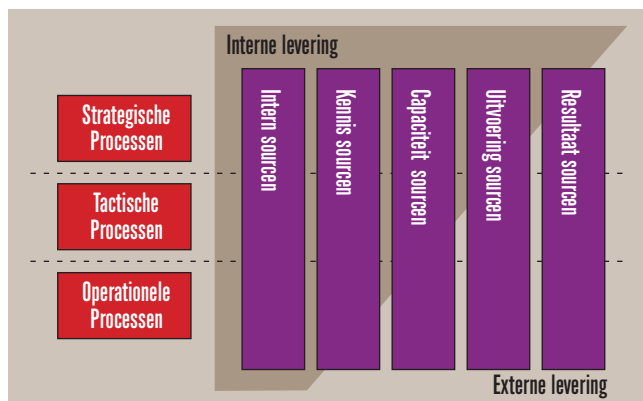 Interne levering
Strategische
Processen
Tactische
Processen
Operationele
Processen
Intern sourcen
Kennis sourcen
Capaciteit sourcen
Uitvoering sourcen
Resultaat sourcen
Externe levering